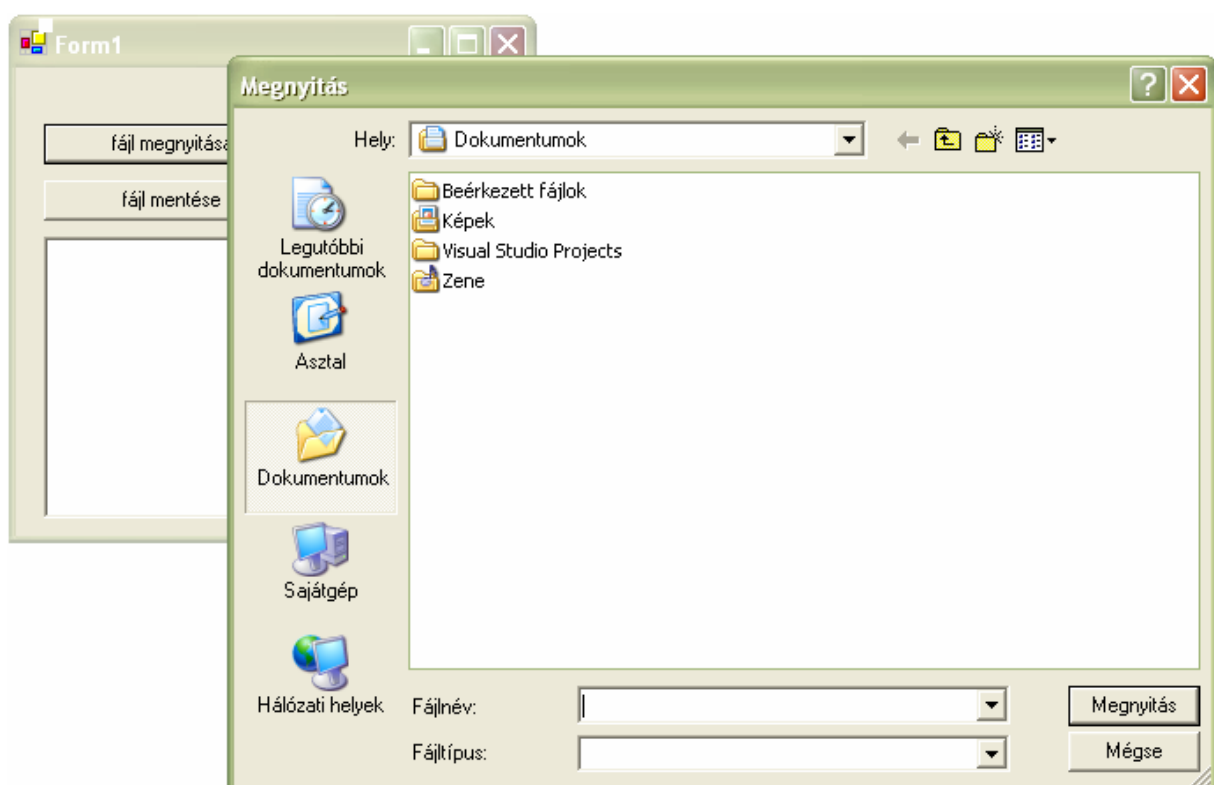 Form1
fájl megnyitása
fájl mentése
Megnyitás
Hely:
Dokumentumok
Legutóbbi
dokumentumok
Asztal
Dokumentumok
Sajátgép
Hálózati helyek
Beérkezett fájlok
Képek
Visual Studio Projects
Zene
Fájlnév:
Megnyitás
Fájltípus:
Mégse